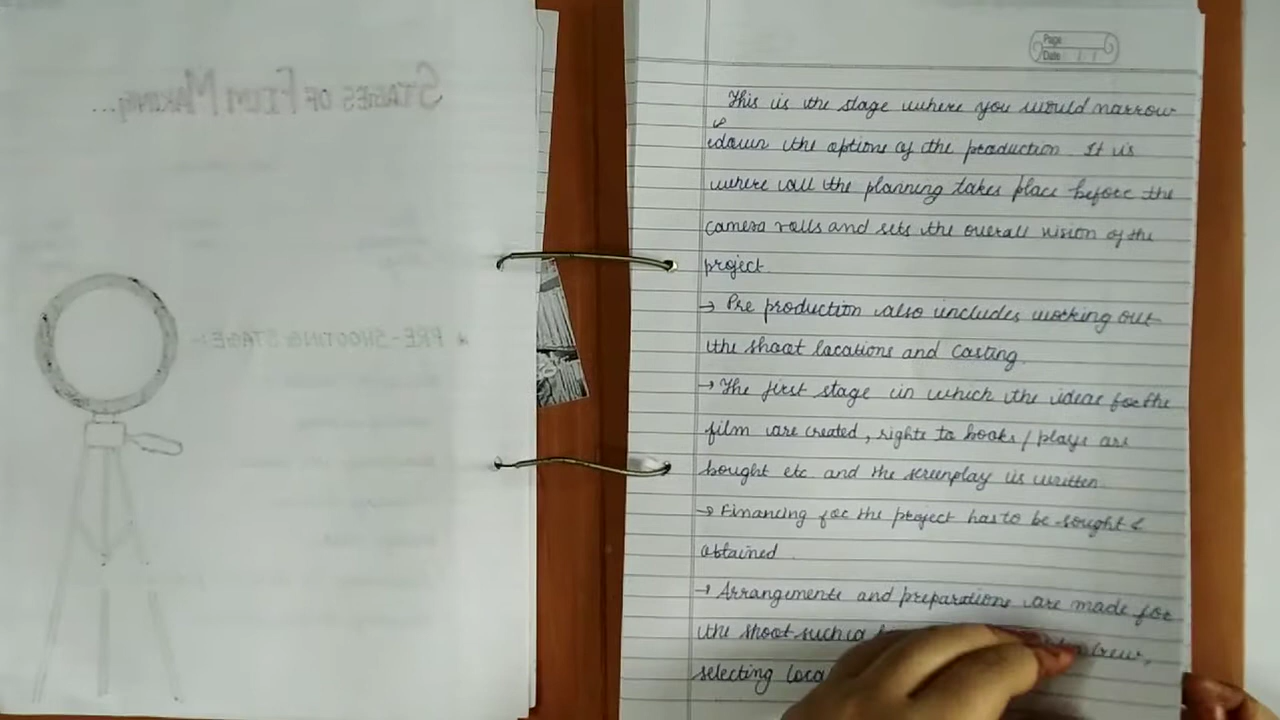 STAGES OF FILM MAKING...
* PRE-SHOOTING STAGE:-
Page
Date / /
This is the stage where you would narrow
down the options of the production. It is
where all the planning takes place before the
camera rolls and sets the overall vision of the
project.
→ Pre production also includes working out
the shoot locations and casting.
→ The first stage in which the ideas for the
film are created, rights to books / plays are
bought etc and the screenplay is written.
→ Financing for the project has to be sought &
obtained.
→ Arrangements and preparations are made for
the shoot such crew,
selecting